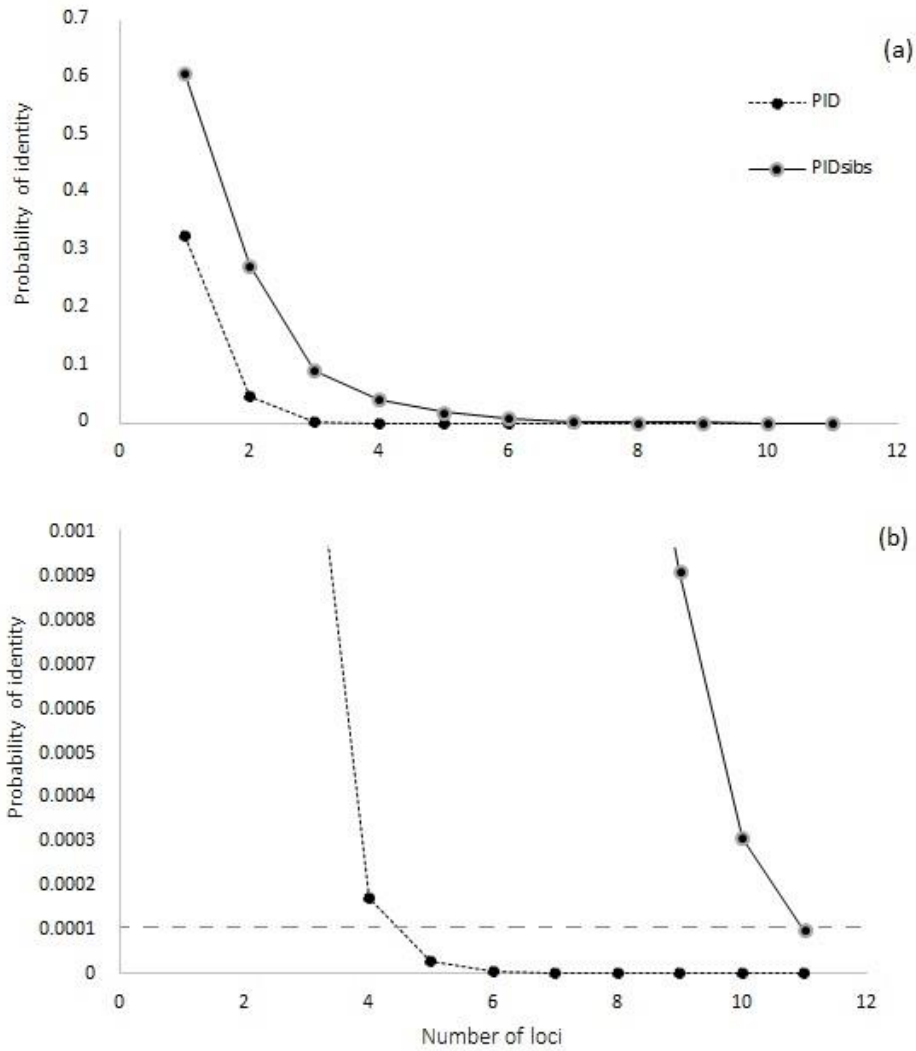 0.7
(a)
0.6
PID
0.5
PIDsibs
0.4
0.3
0.2
0.1
0
Probability of identity
0 2 4 6 8 10 12
0.001
(b)
0.0009
0.0008
0.0007
0.0006
0.0005
0.0004
0.0003
0.0002
0.0001
0
Probability of identity
0 2 4 6 8 10 12
Number of loci